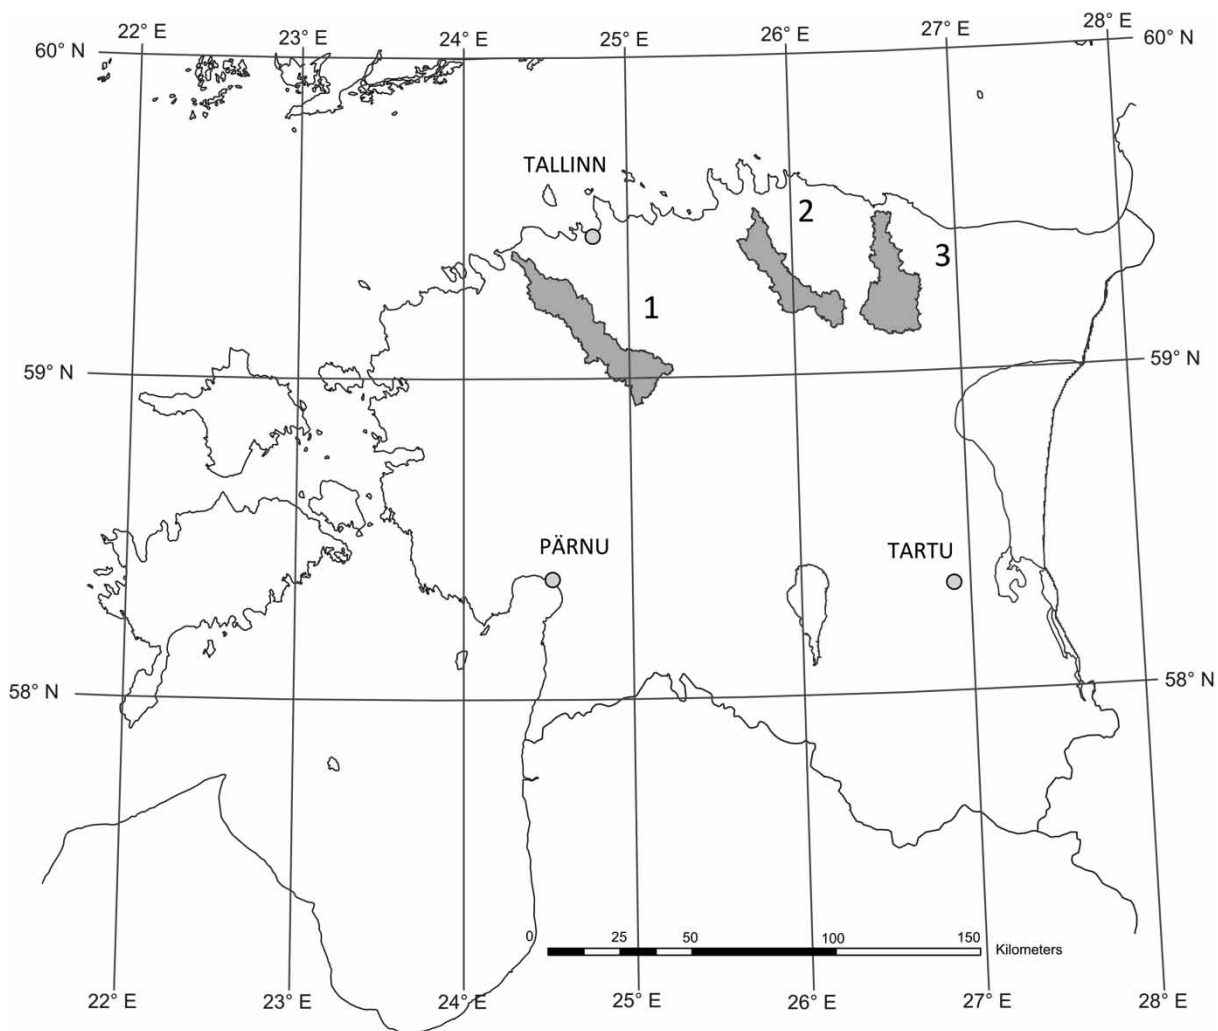 22° E 23° E 24° E 25° E 26° E 27° E 28° E
60° N 60° N
TALLINN
2
3
1
59° N 59° N
PÄRNU TARTU
58° N 58° N
0 25 50 100 150
Kilometers
22° E 23° E 24° E 25° E 26° E 27° E 28° E